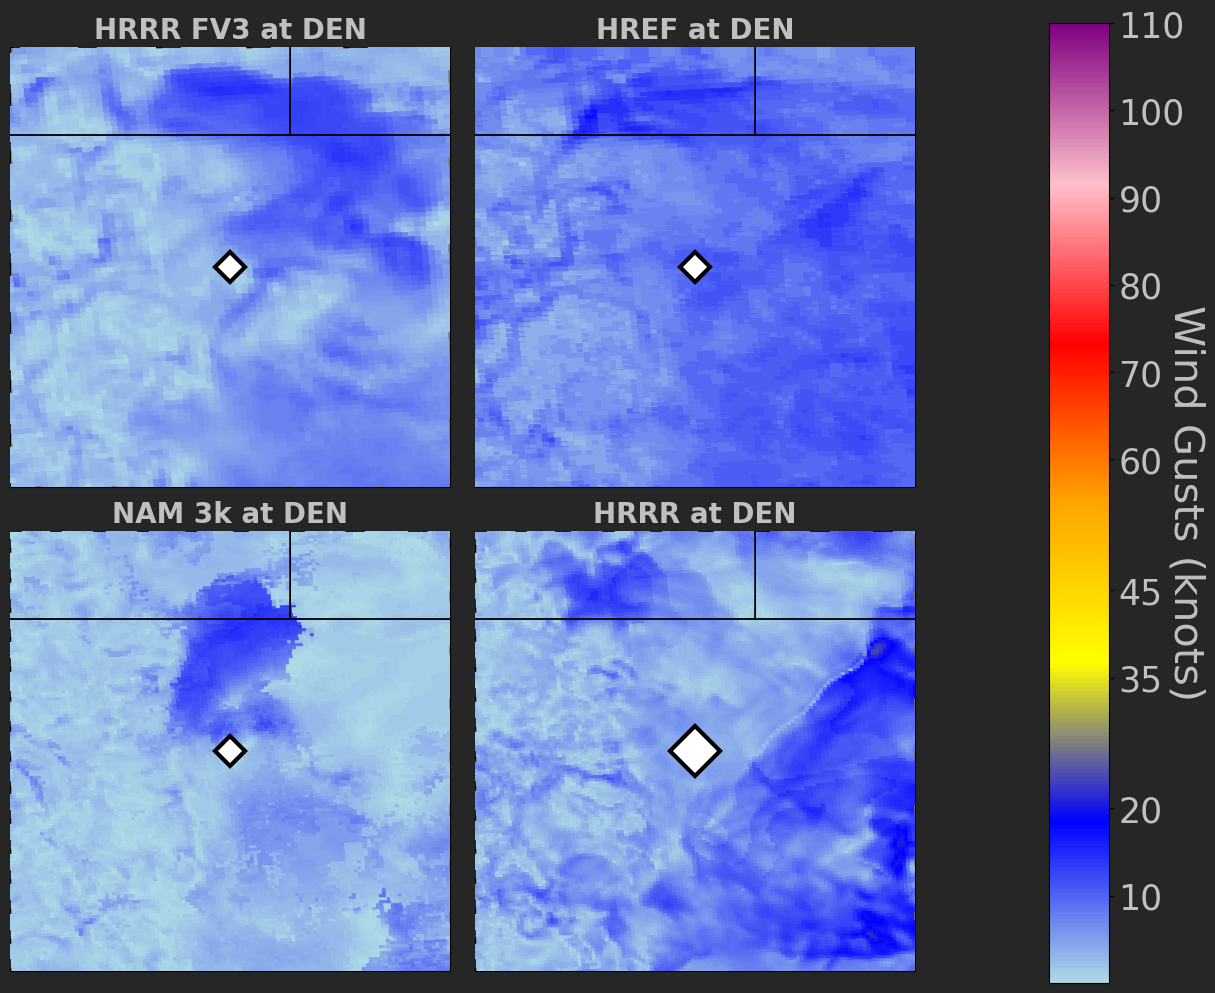 HRRR FV3 at DEN
HREF at DEN
NAM 3k at DEN
HRRR at DEN
110
100
90
80
70
60
45
35
20
10
Wind Gusts (knots)